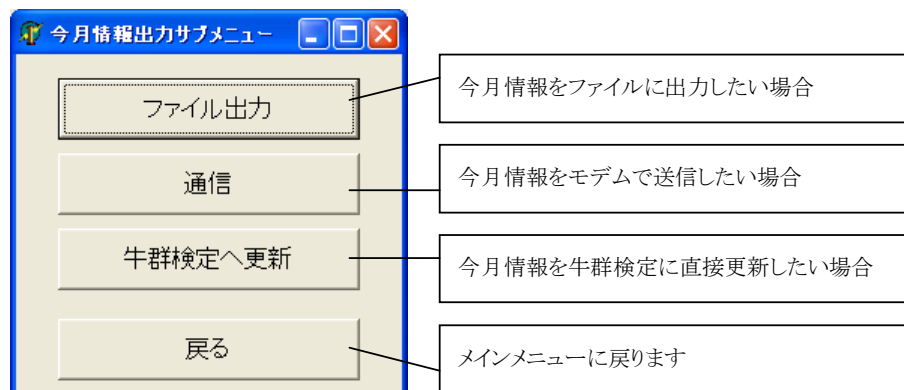 今月情報出力サブメニュー
ファイル出力
今月情報をファイルに出力したい場合
通信
今月情報をモデムで送信したい場合
牛群検定へ更新
今月情報を牛群検定に直接更新したい場合
戻る
メインメニューに戻ります